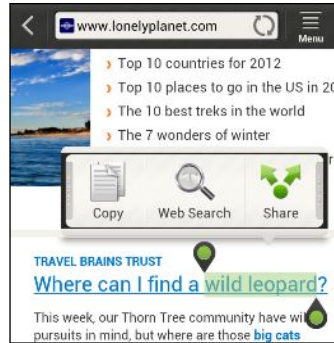 www.lonelyplanet.com
Menu
Top 10 countries for 2012
Top 10 places to go in the US in 20
The 10 best treks in the world
The 7 wonders of winter
r
Copy
Web Search
Share
TRAVEL BRAINS TRUST
Where can I find a wild leopard?
This week, our Thorn Tree community have
pursuits in mind, but where are those big cats